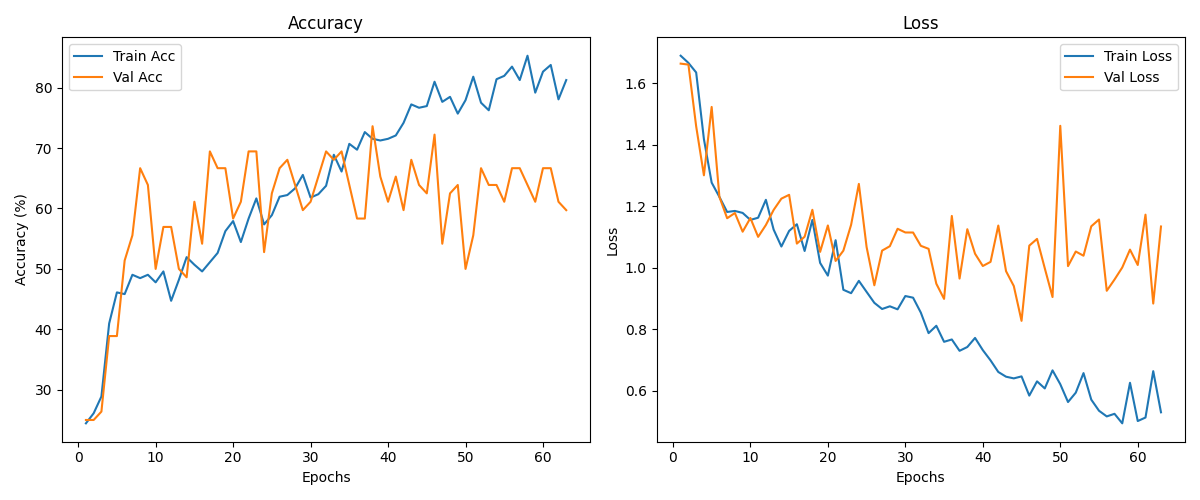 Accuracy
Train Acc
Val Acc
80
70
60
50
40
30
Accuracy (%)
0 10 20 30 40 50 60
Epochs
Loss
Train Loss
Val Loss
1.6
1.4
1.2
1.0
0.8
0.6
Loss
0 10 20 30 40 50 60
Epochs